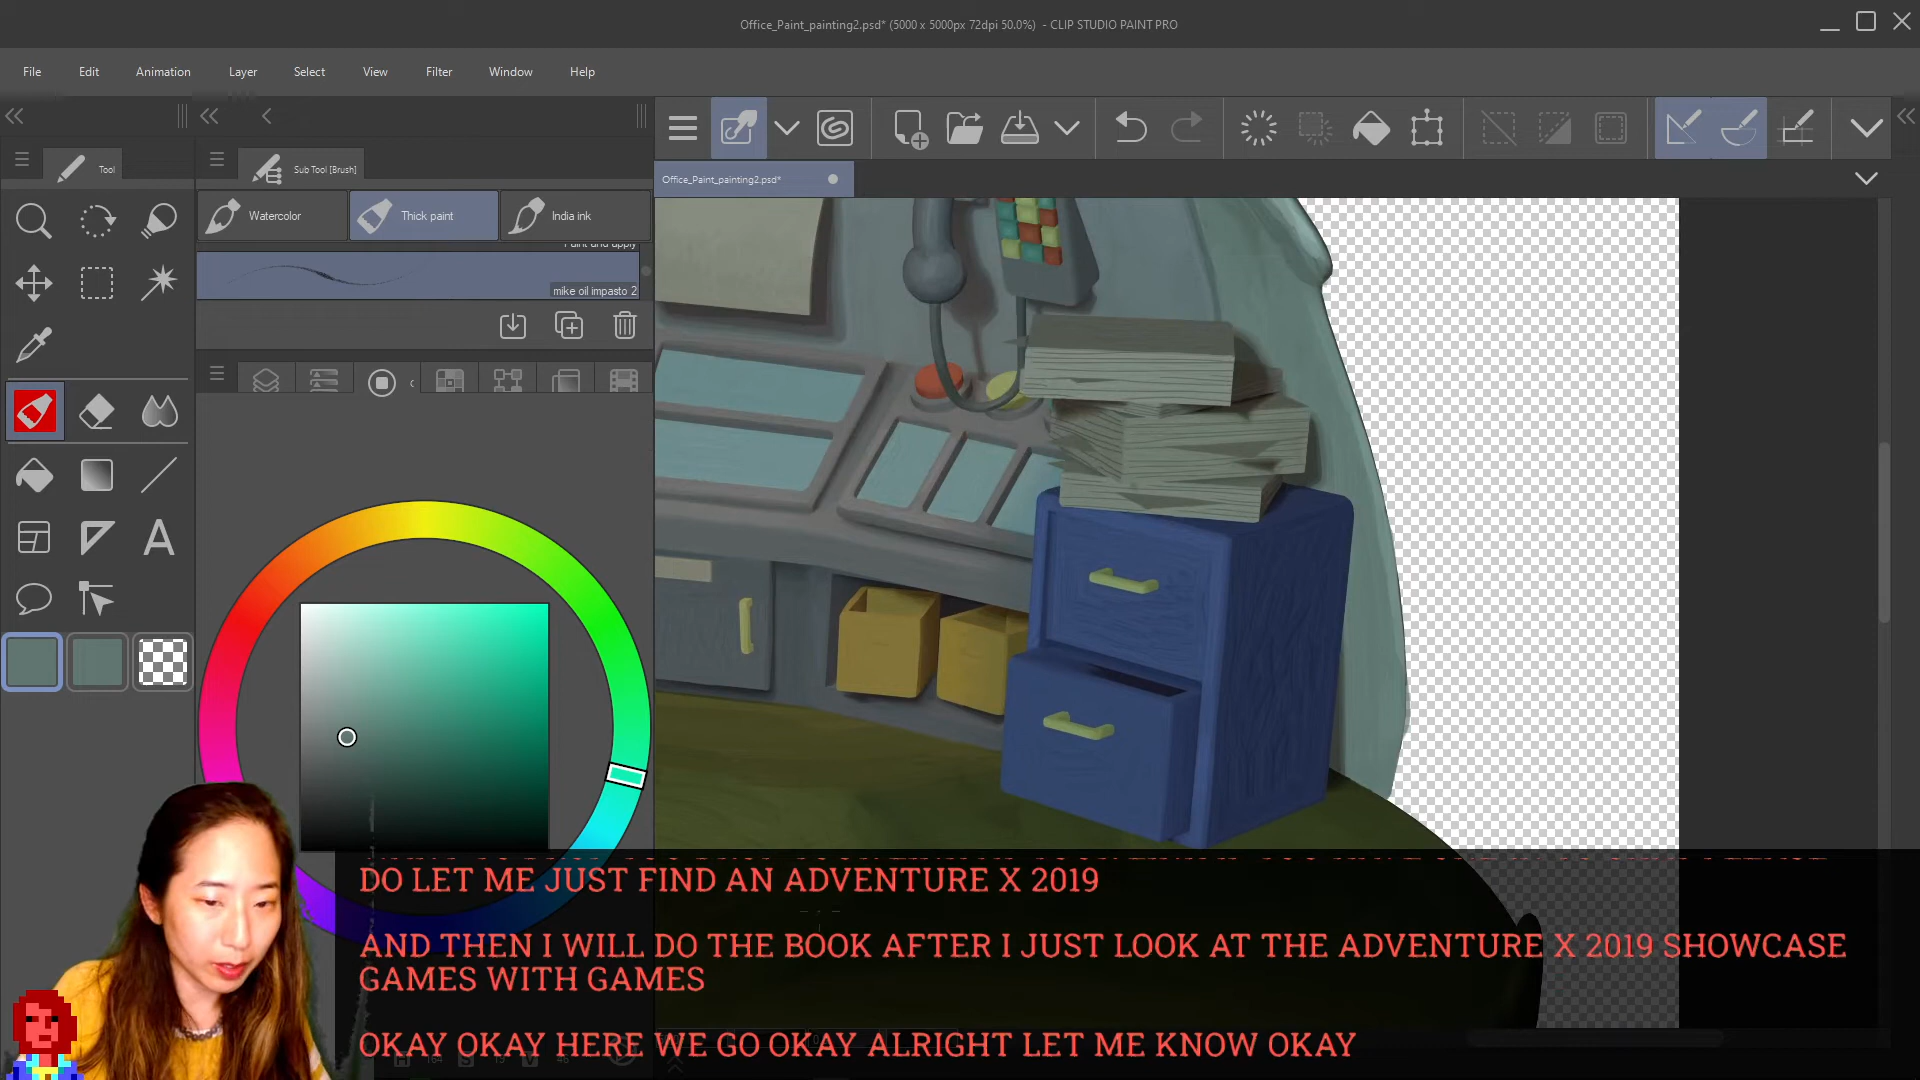 Office_Paint_painting2.psd* (5000 x 5000px 72dpi 50.0%) - CLIP STUDIO PAINT PRO
File Edit Animation Layer Select View Filter Window Help
Tool
Sub Tool [Brush]
Office_Paint_painting2.psd*
Watercolor Thick paint India ink
Paint and apply
mike oil impasto 2
DO LET ME JUST FIND AN ADVENTURE X 2019
AND THEN I WILL DO THE BOOK AFTER I JUST LOOK AT THE ADVENTURE X 2019 SHOWCASE
GAMES WITH GAMES
OKAY OKAY HERE WE GO OKAY ALRIGHT LET ME KNOW OKAY